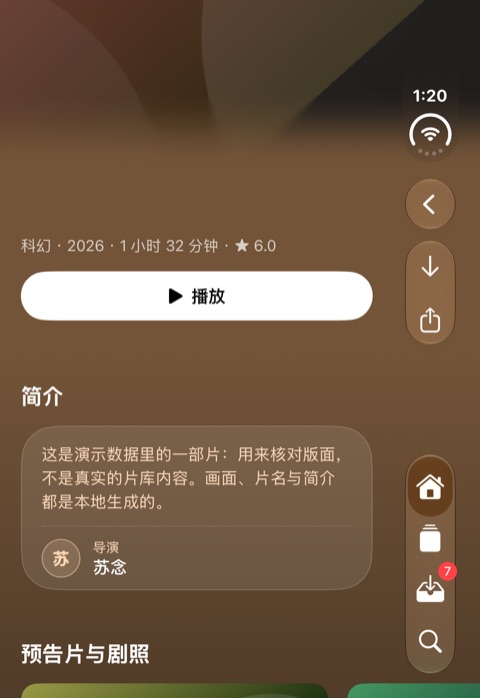 1:20
科幻 · 2026 · 1 小时 32 分钟 · ★ 6.0
播放
简介
这是演示数据里的一部片：用来核对版面，
不是真实的片库内容。画面、片名与简介
都是本地生成的。
苏
导演
苏念
7
预告片与剧照